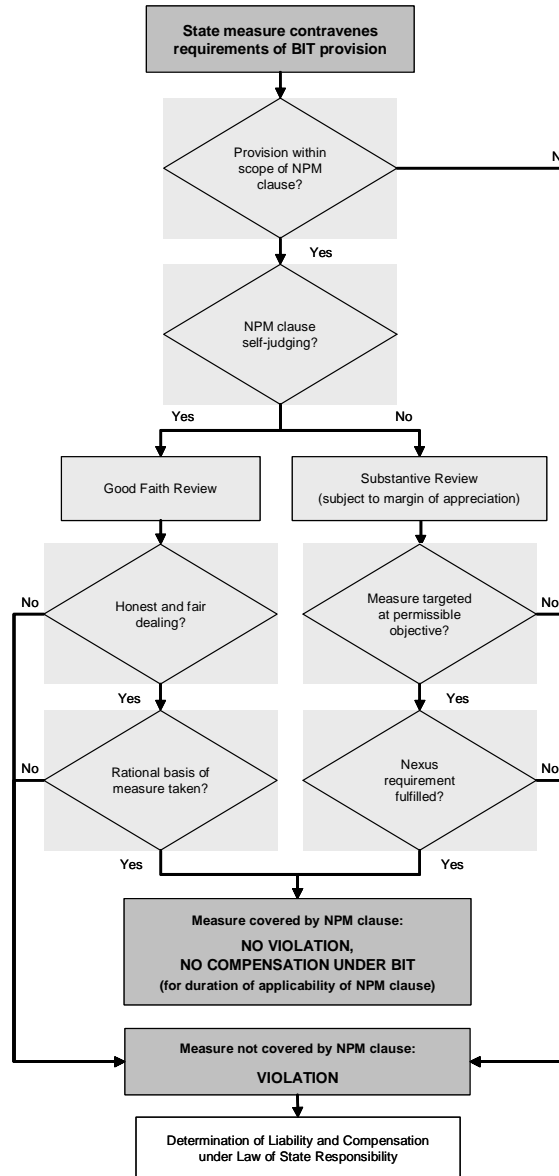 State measure contravenes
requirements of BIT provision
Provision within
scope of NPM
clause?
Yes
NPM clause
self-judging?
Yes
No
Good Faith Review
Substantive Review
(subject to margin of appreciation)
No
Honest and fair
dealing?
Measure targeted
at permissible
objective?
No
Yes
Yes
No
Rational basis of
measure taken?
Nexus
requirement
fulfilled?
No
Yes
Yes
Measure covered by NPM clause:
NO VIOLATION,
NO COMPENSATION UNDER BIT
(for duration of applicability of NPM clause)
Measure not covered by NPM clause:
VIOLATION
Determination of Liability and Compensation
under Law of State Responsibility